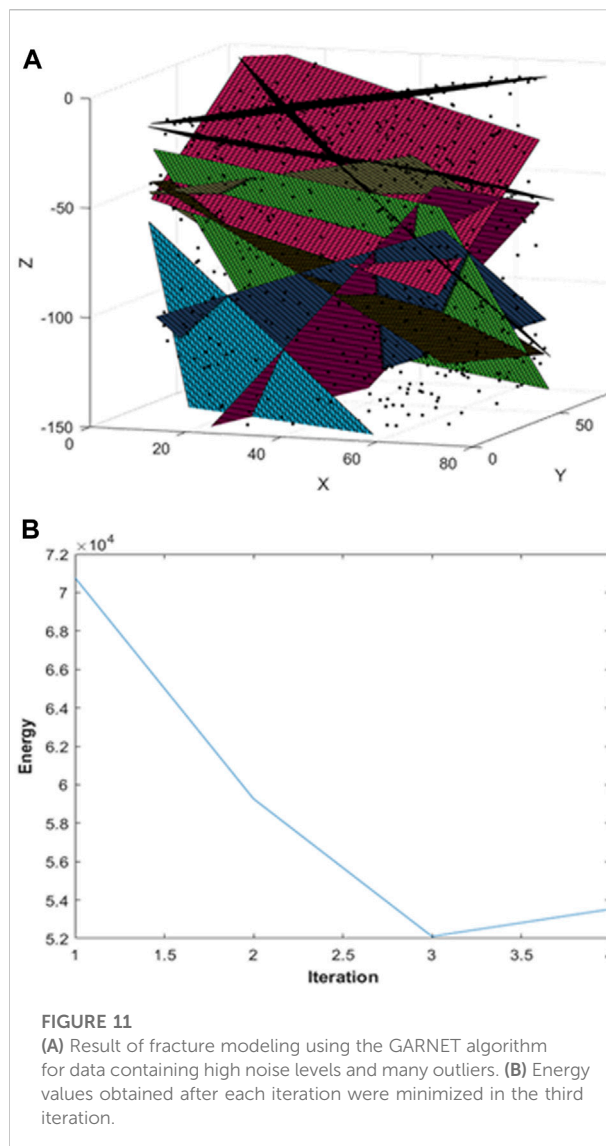 A
0
-50
-100
-150
Z
0
20
40
60
80
X
0
50
Y
B
×10⁴
7.2
7
6.8
6.6
6.4
6.2
6
5.8
5.6
5.4
5.2
Energy
1
1.5
2
2.5
3
3.5
Iteration
FIGURE 11
(A) Result of fracture modeling using the GARNET algorithm
for data containing high noise levels and many outliers. (B) Energy
values obtained after each iteration were minimized in the third
iteration.